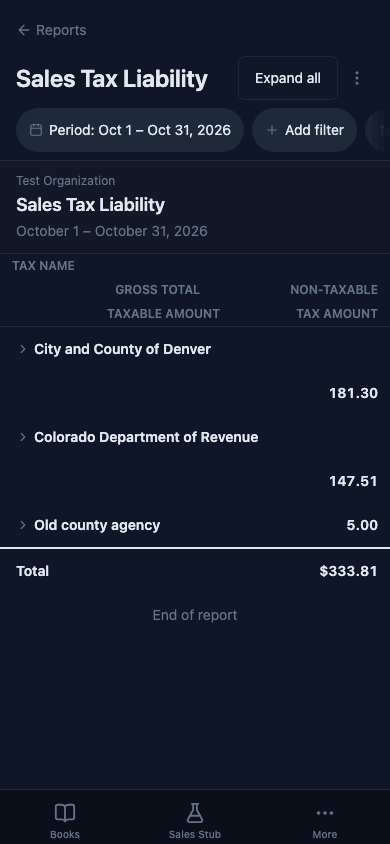 Reports
Sales Tax Liability
Expand all
Period: Oct 1 – Oct 31, 2026
Add filter
Test Organization
Sales Tax Liability
October 1 – October 31, 2026
TAX NAME
GROSS TOTAL NON-TAXABLE
TAXABLE AMOUNT TAX AMOUNT
City and County of Denver
181.30
Colorado Department of Revenue
147.51
Old county agency 5.00
Total $333.81
End of report
Books Sales Stub More